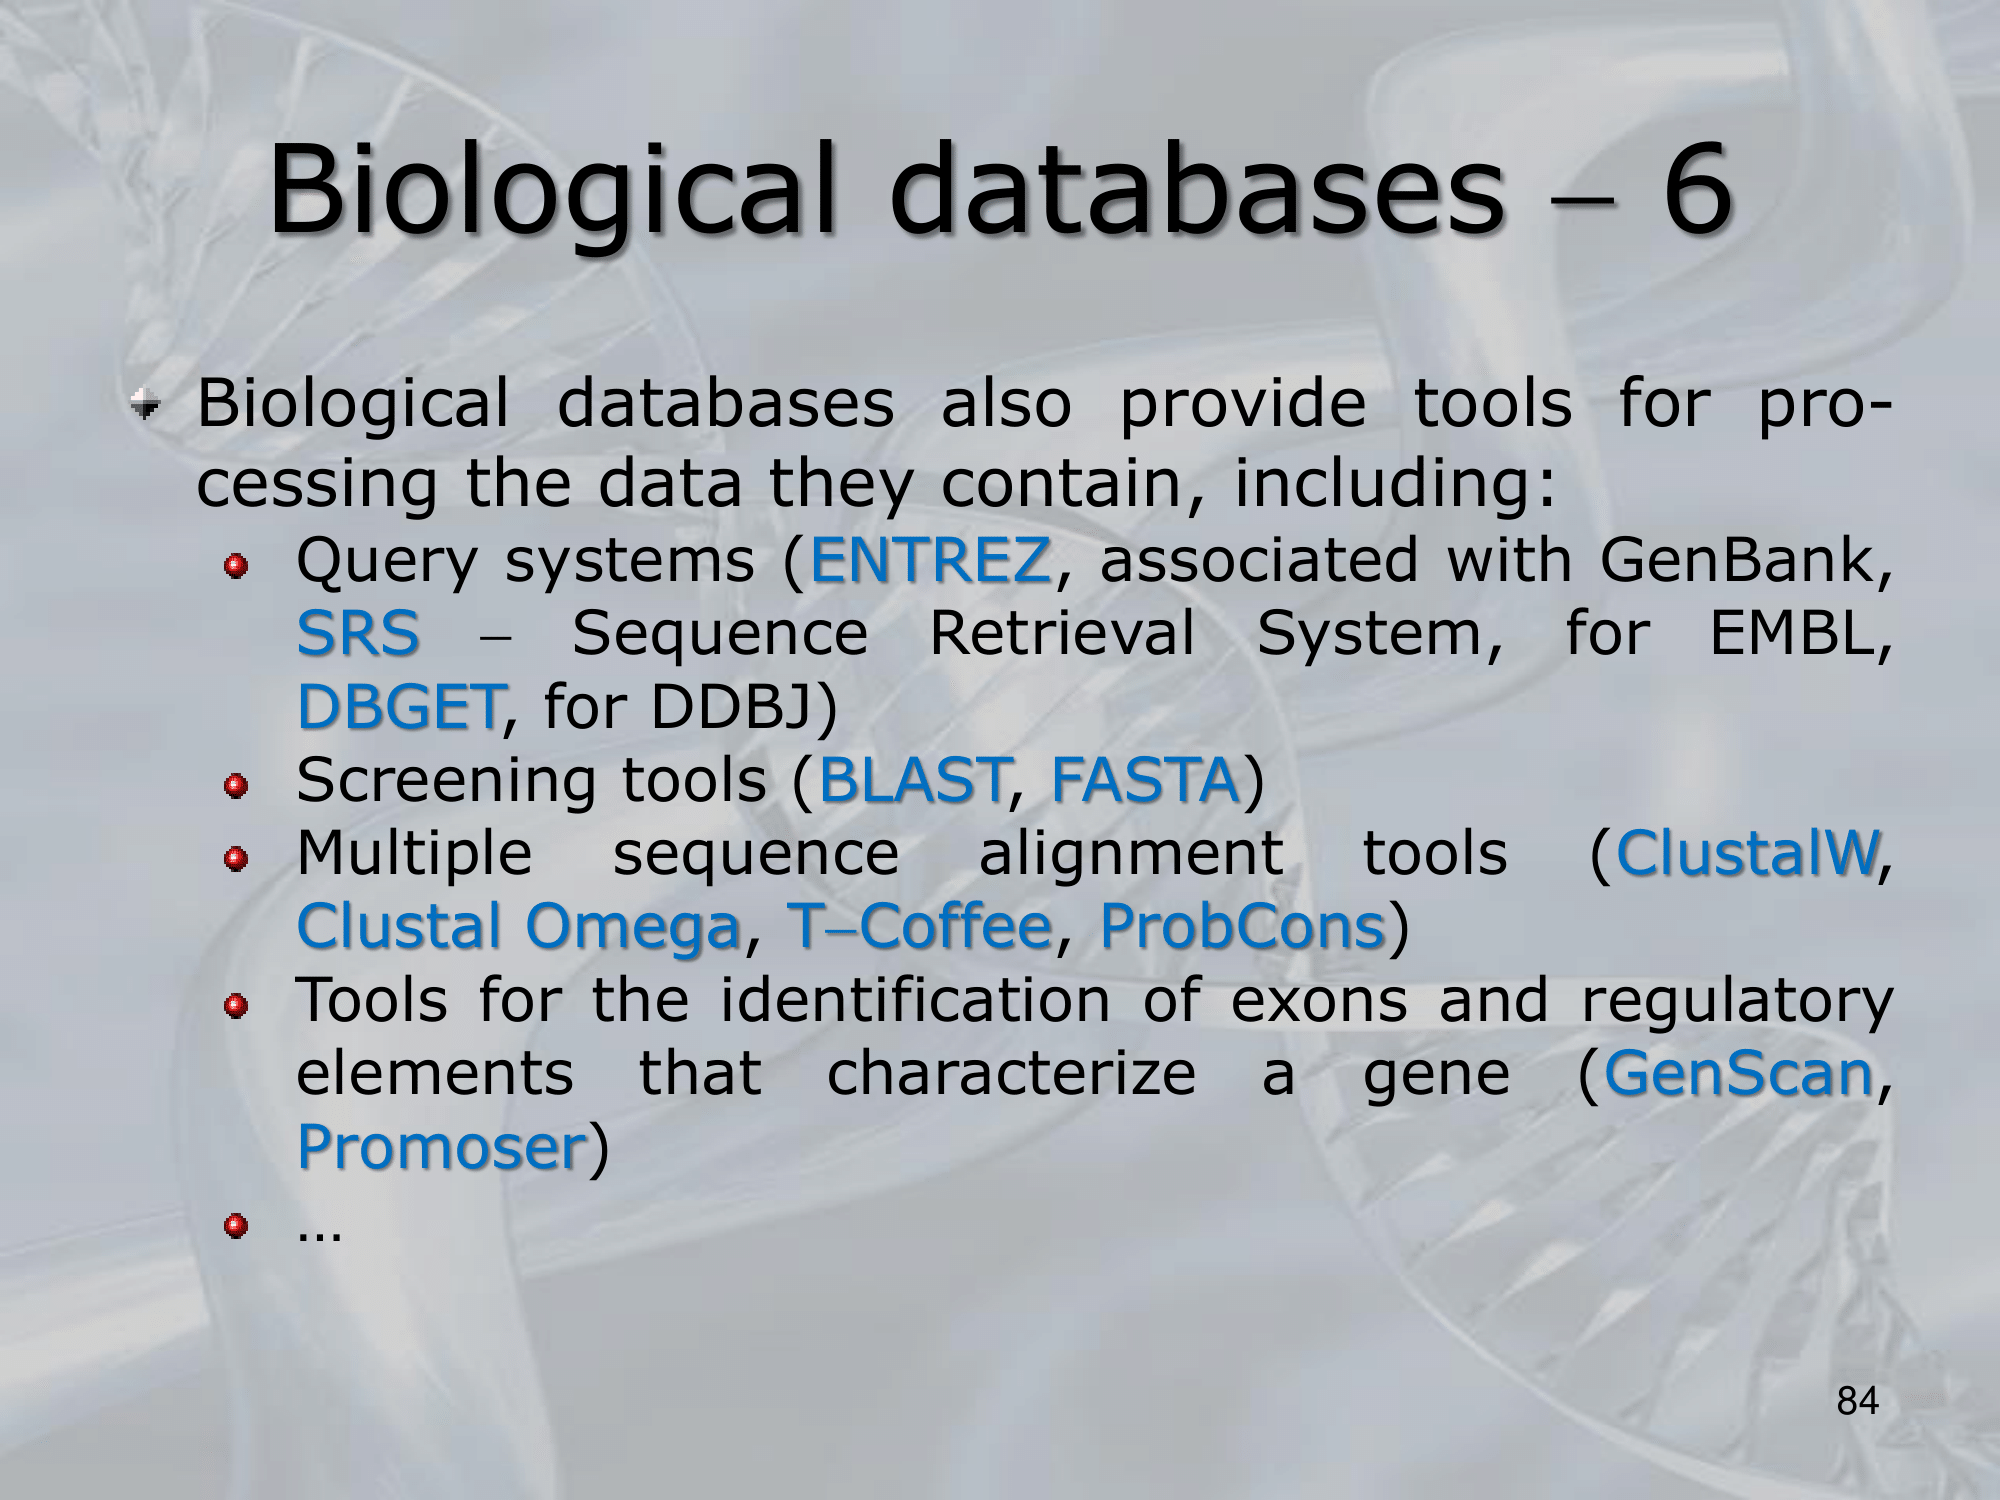 Biological databases – 6
Biological databases also provide tools for pro-
cessing the data they contain, including:
Query systems (ENTREZ, associated with GenBank,
SRS – Sequence Retrieval System, for EMBL,
DBGET, for DDBJ)
Screening tools (BLAST, FASTA)
Multiple sequence alignment tools (ClustalW,
Clustal Omega, T–Coffee, ProbCons)
Tools for the identification of exons and regulatory
elements that characterize a gene (GenScan,
Promoser)
…
84